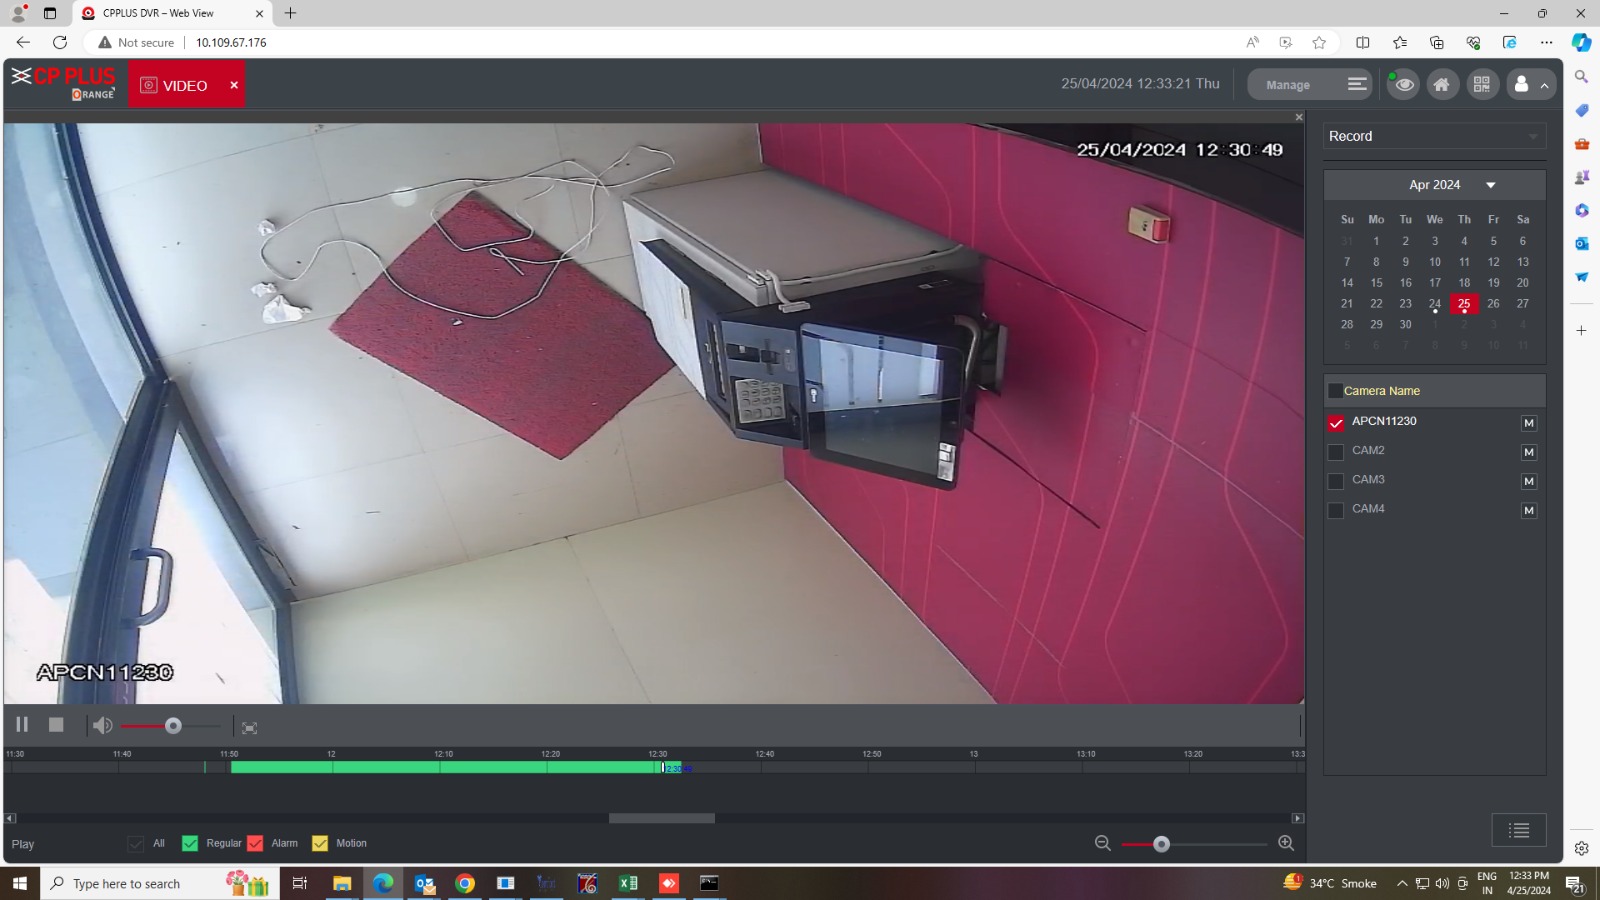 CPPLUS DVR – Web View
Not secure
10.109.67.176
CP PLUS
ORANGE
VIDEO
25/04/2024 12:33:21 Thu
Manage
25/04/2024 12:30:49
APCN11230
Record
Apr 2024
Su Mo Tu We Th Fr Sa
31 1 2 3 4 5 6
7 8 9 10 11 12 13
14 15 16 17 18 19 20
21 22 23 24 25 26 27
28 29 30 1 2 3 4
5 6 7 8 9 10 11
Camera Name
APCN11230 M
CAM2 M
CAM3 M
CAM4 M
11:30 11:40 11:50 12 12:10 12:20 12:30 12:40 12:50 13 13:10 13:20 13:3
12:30:49
Play
All
Regular
Alarm
Motion
Type here to search
34°C Smoke
ENG
IN
12:33 PM
4/25/2024
21